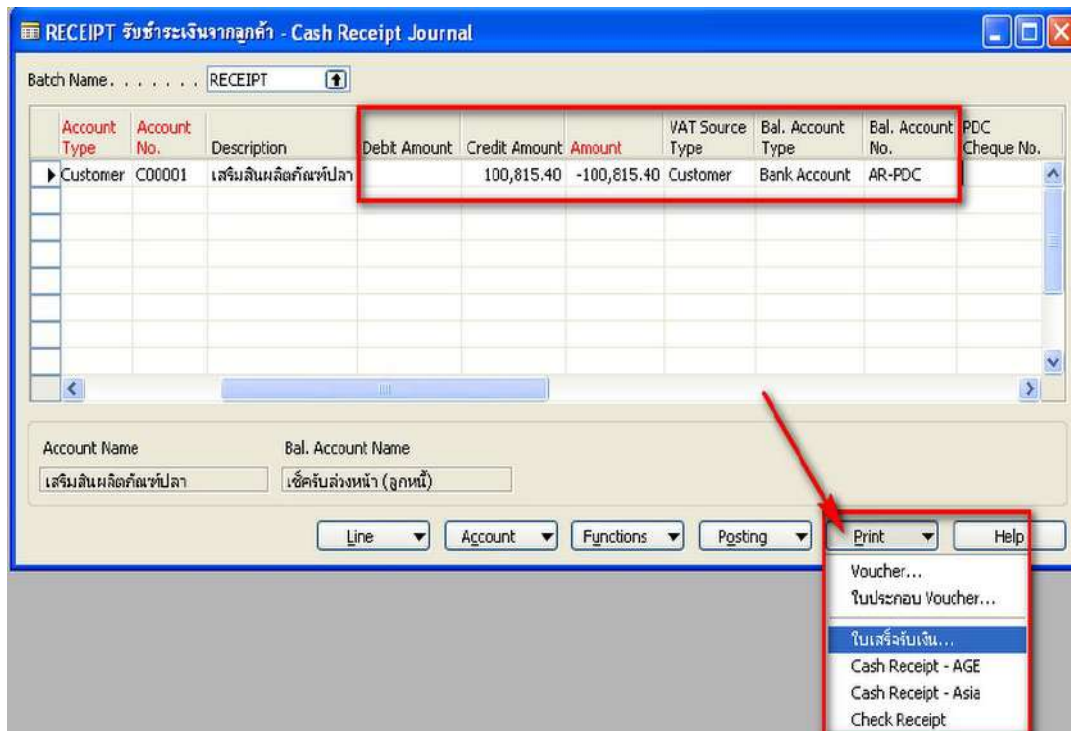 RECEIPT รับชำระเงินจากลูกค้า - Cash Receipt Journal
Batch Name. . . . . . . RECEIPT
Account Type Account No. Description Debit Amount Credit Amount Amount VAT Source Type Bal. Account Type Bal. Account No. PDC Cheque No.
Customer C00001 เสริมสินผลิตภัณฑ์ปลา 100,815.40 -100,815.40 Customer Bank Account AR-PDC
Account Name Bal. Account Name
เสริมสินผลิตภัณฑ์ปลา เช็ครับล่วงหน้า (ลูกหนี้)
Line Account Functions Posting Print Help
Voucher...
ใบประกอบ Voucher...
ใบเสร็จรับเงิน...
Cash Receipt - AGE
Cash Receipt - Asia
Check Receipt